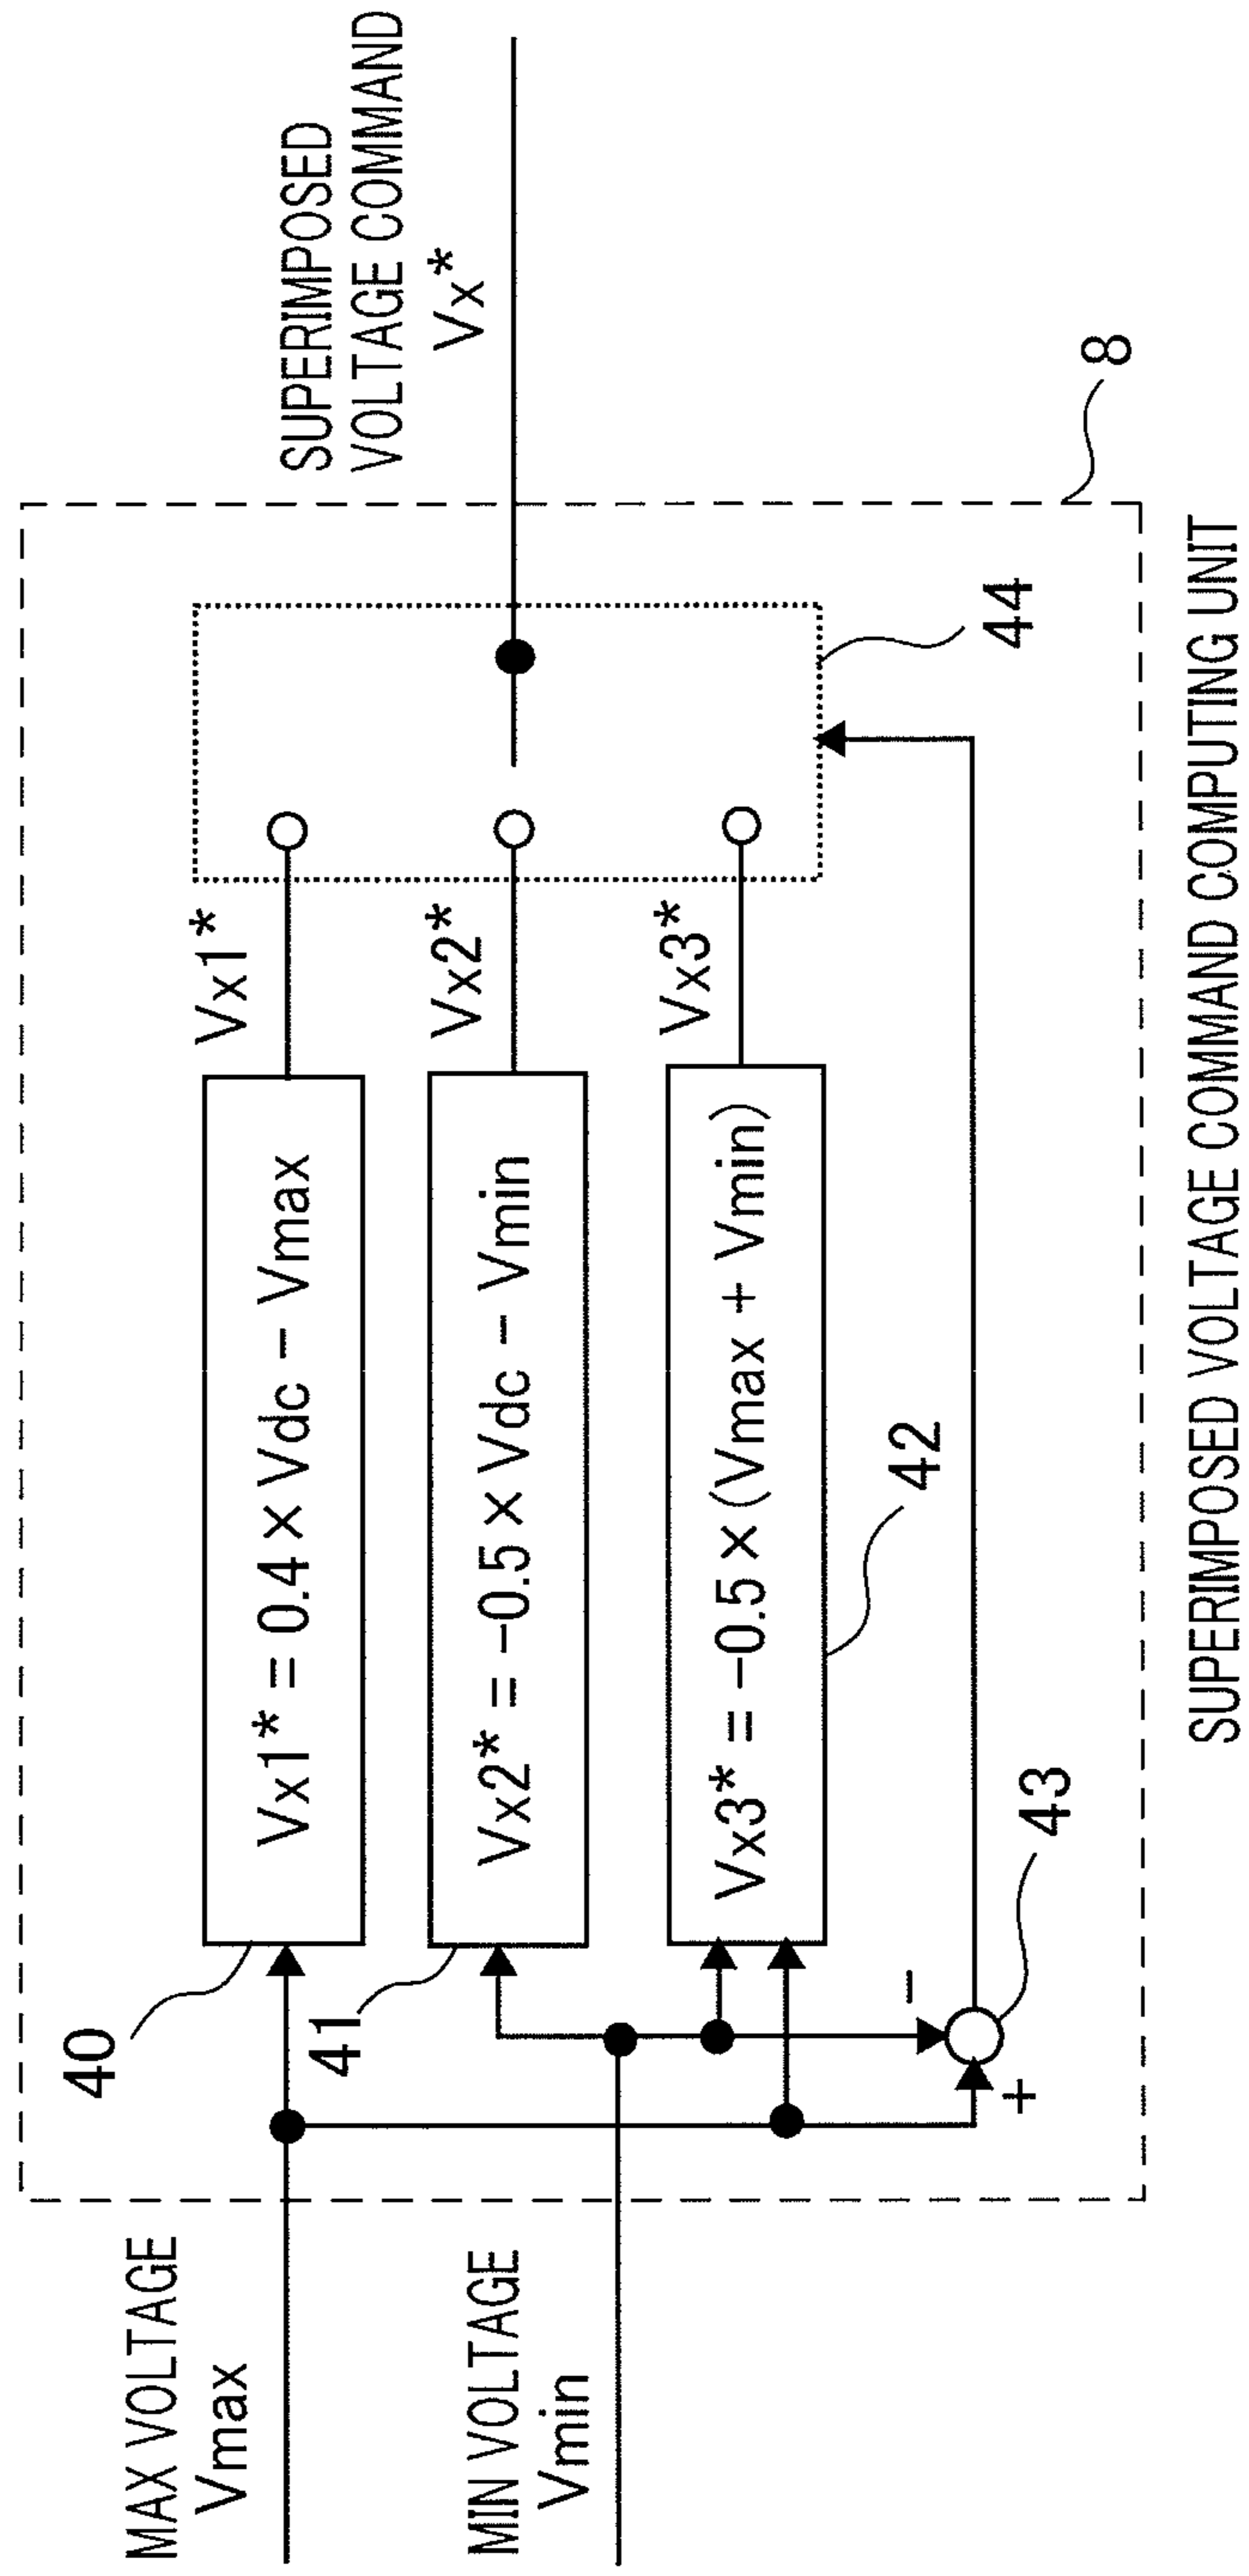 MAX VOLTAGE
Vmax
MIN VOLTAGE
Vmin
40
Vx1* = 0.4 × Vdc − Vmax
Vx1*
41
Vx2* = −0.5 × Vdc − Vmin
Vx2*
Vx3* = −0.5 × (Vmax + Vmin)
Vx3*
42
−
+
43
44
SUPERIMPOSED
VOLTAGE COMMAND
Vx*
8
SUPERIMPOSED VOLTAGE COMMAND COMPUTING UNIT